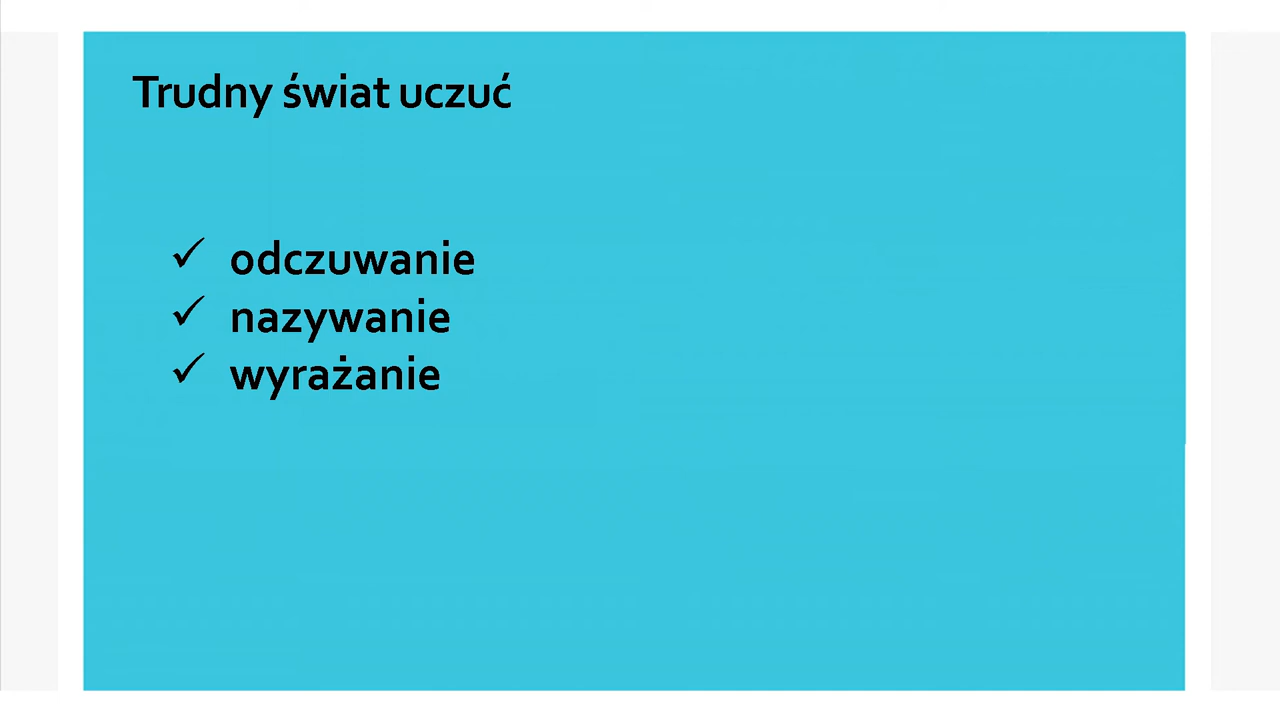 Trudny świat uczuć
✓ odczuwanie
✓ nazywanie
✓ wyrażanie